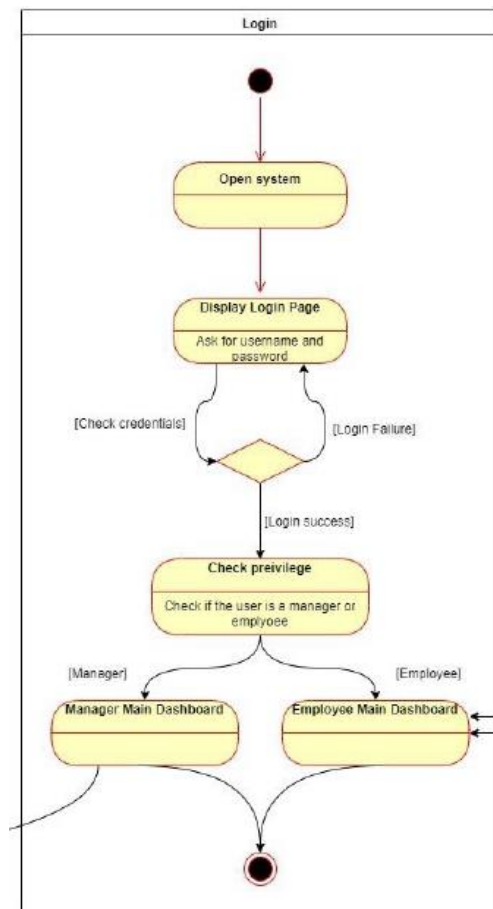 Login
Open system
Display Login Page
Ask for username and
password
[Check credentials]
[Login Failure]
[Login success]
Check preivilege
Check if the user is a manager or
emplyoee
[Manager]
[Employee]
Manager Main Dashboard
Employee Main Dashboard